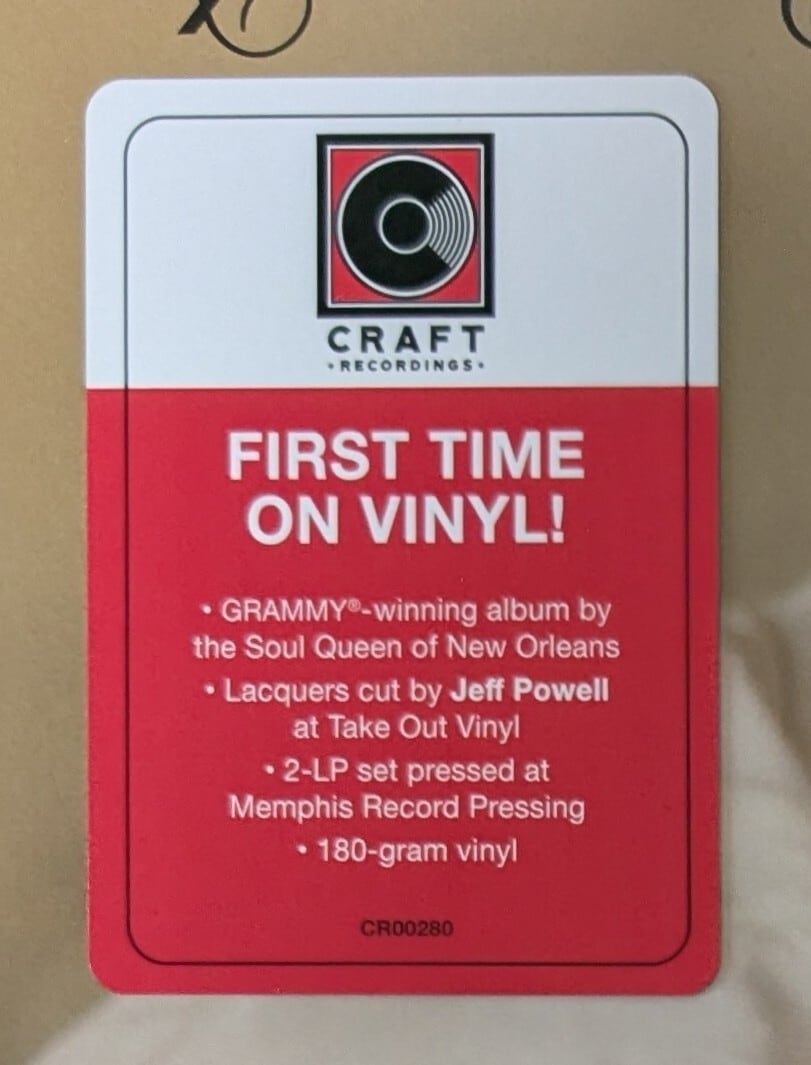 CRAFT
•RECORDINGS•
FIRST TIME
ON VINYL!
• GRAMMY®-winning album by
the Soul Queen of New Orleans
• Lacquers cut by Jeff Powell
at Take Out Vinyl
• 2-LP set pressed at
Memphis Record Pressing
• 180-gram vinyl
CR00280